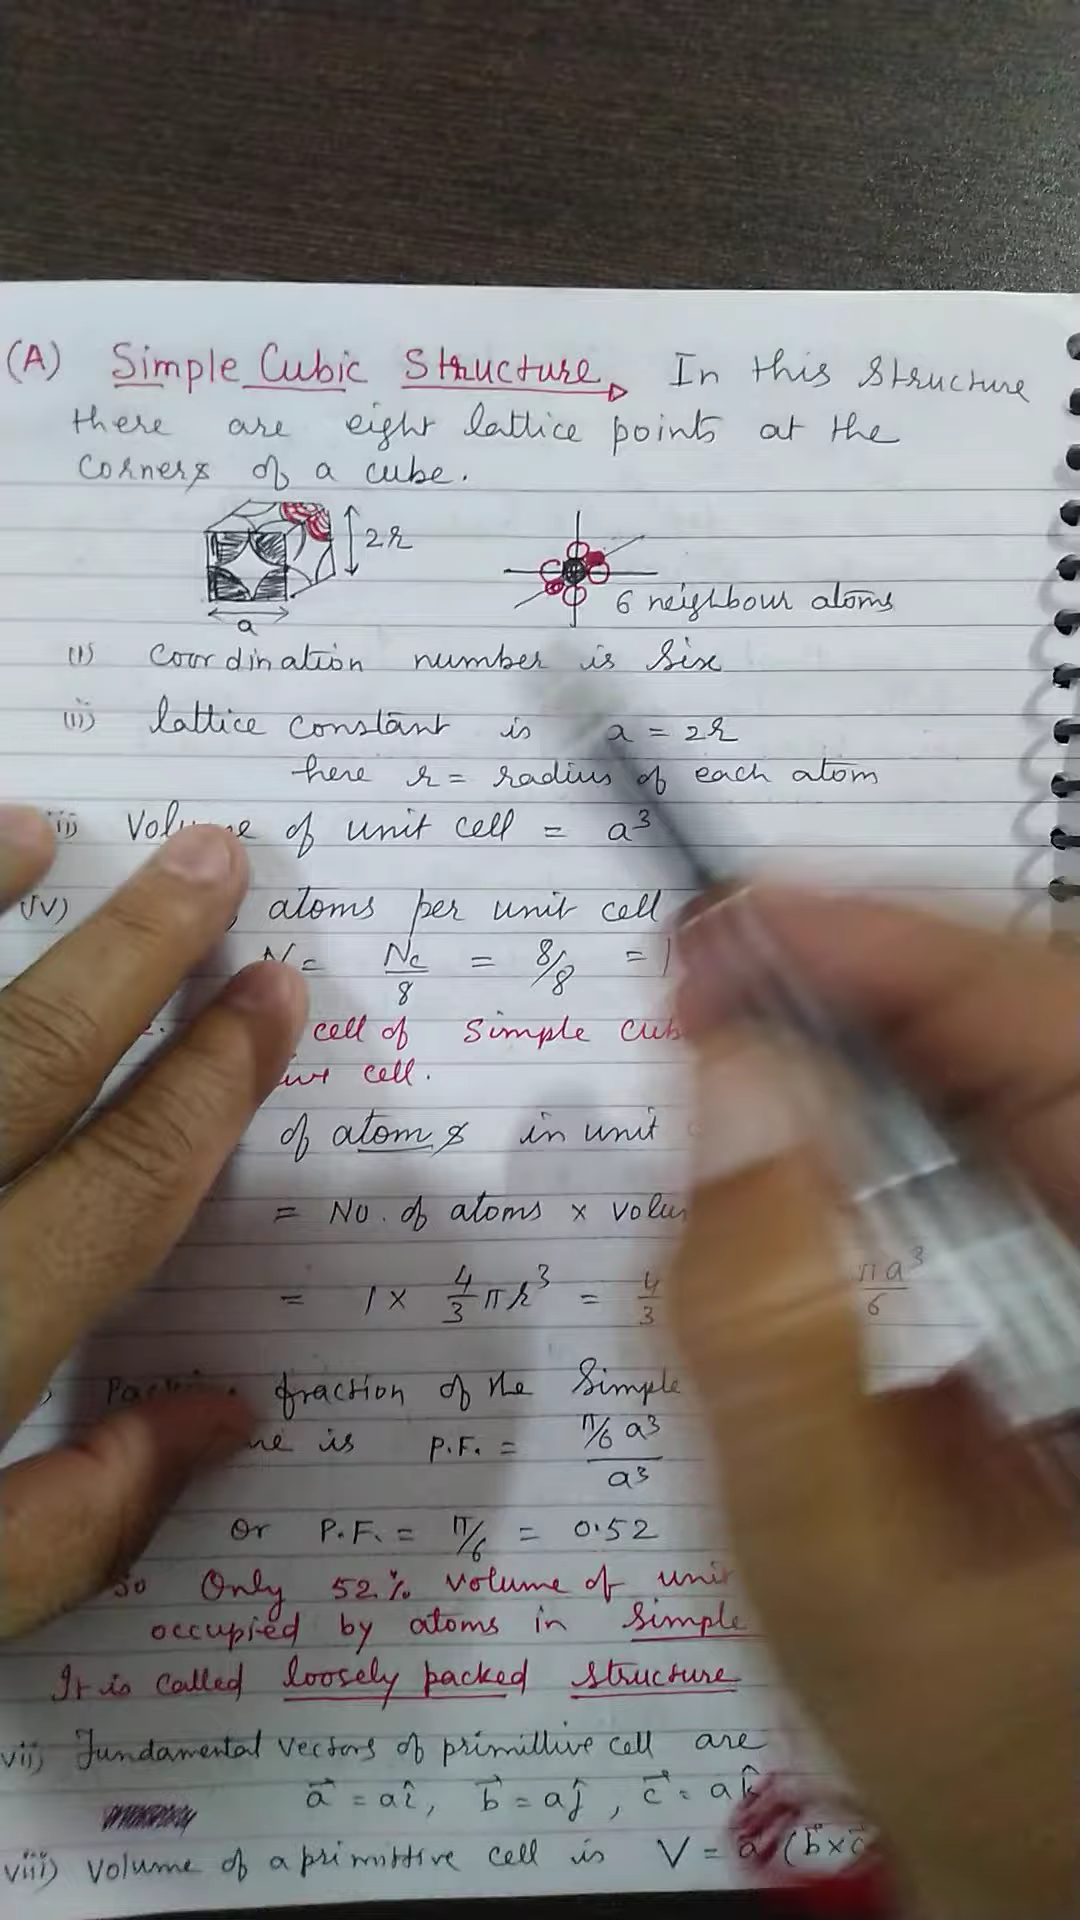 (A) Simple Cubic Structure In this Structure
there are eight lattice points at the
corners of a cube.
2r
a
6 neighbour atoms
(i) Coordination number is Six
(ii) lattice constant is a = 2r
here r = radius of each atom
iii) Volume of unit cell = a³
(iv) atoms per unit cell
N = Nc/8 = 8/8 = 1
cell of Simple
cell.
of atoms in unit
= No. of atoms ×
= 1 × 4/3 πr³ = 4/3 πa³/6
fraction of the Simple
is P.F. = π/6 a³ / a³
Or P.F. = π/6 = 0.52
So Only 52% Volume of
occupied by atoms in Simple
It is called loosely packed structure
vii) Fundamental Vectors of primitive cell are
a⃗ = aî, b⃗ = aĵ, c⃗ = ak̂
viii) Volume of a primitive cell is V = a⃗ (b⃗×c⃗